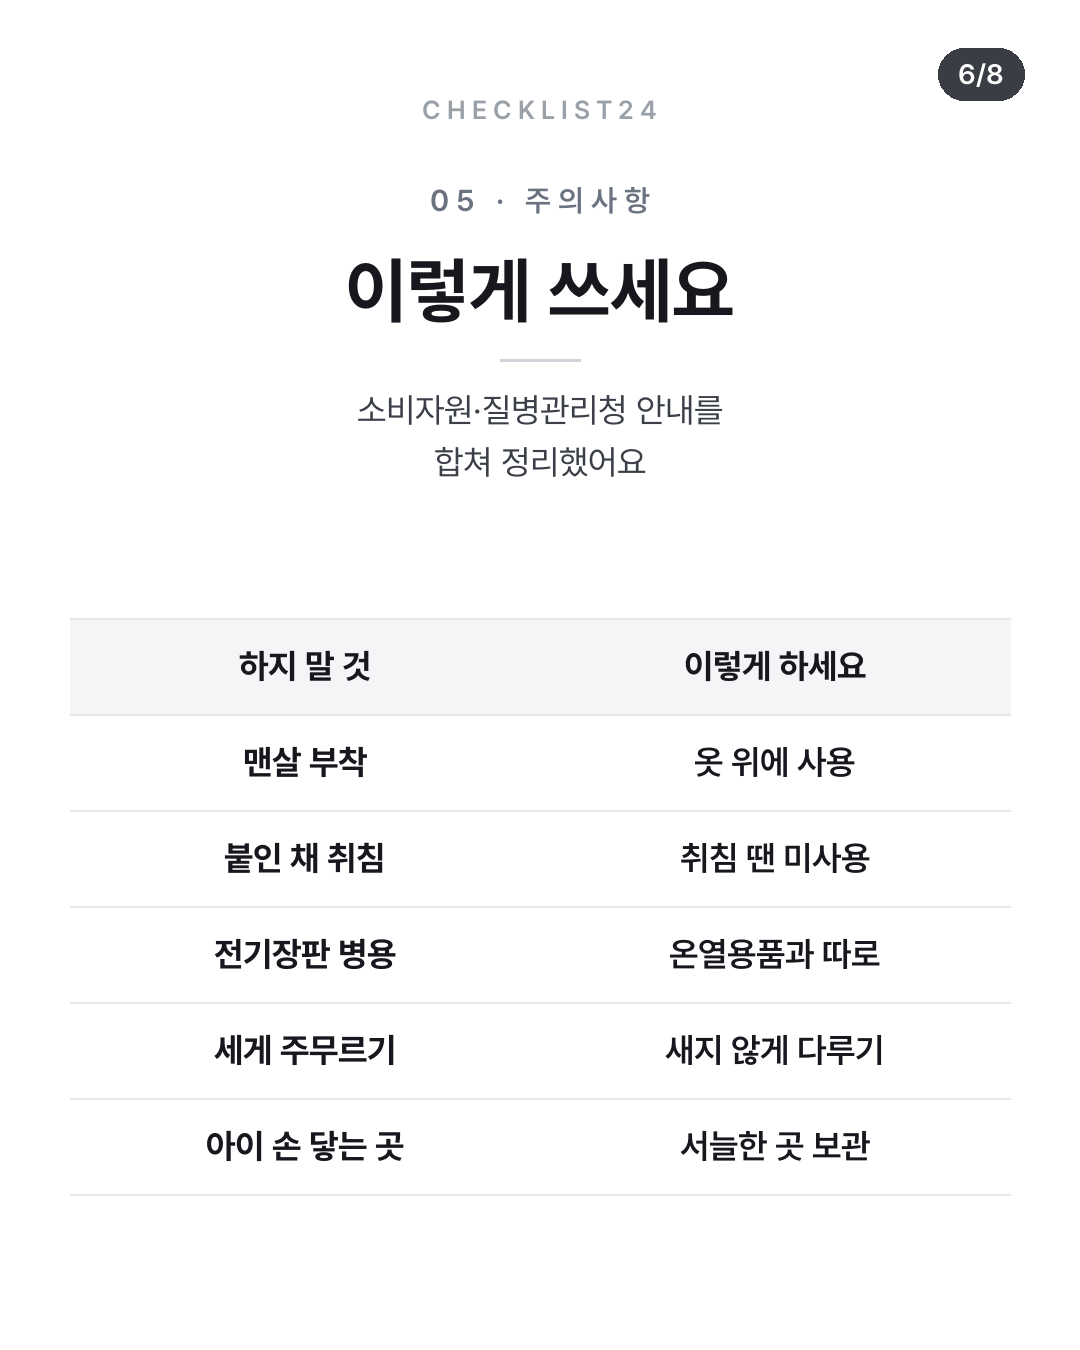 6/8
CHECKLIST24
05 · 주의사항
이렇게 쓰세요
소비자원·질병관리청 안내를
합쳐 정리했어요
하지 말 것 이렇게 하세요
맨살 부착 옷 위에 사용
붙인 채 취침 취침 땐 미사용
전기장판 병용 온열용품과 따로
세게 주무르기 새지 않게 다루기
아이 손 닿는 곳 서늘한 곳 보관